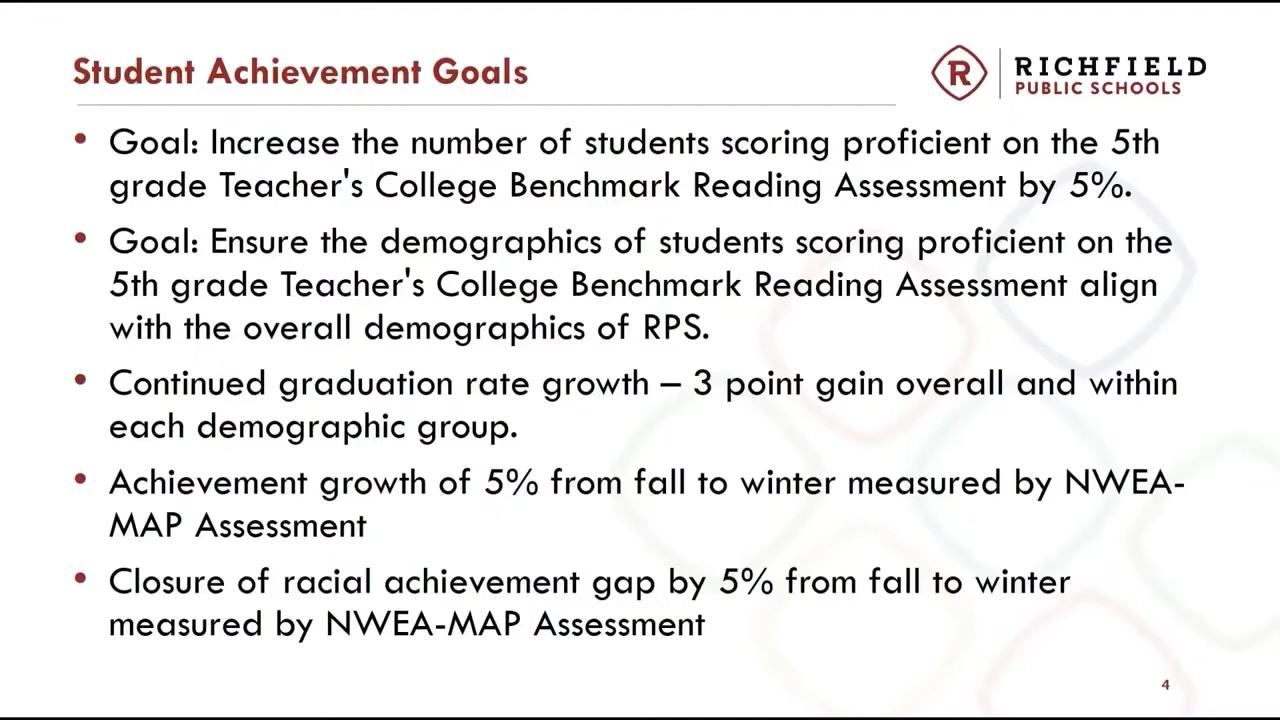 Student Achievement Goals
R RICHFIELD
PUBLIC SCHOOLS
• Goal: Increase the number of students scoring proficient on the 5th
grade Teacher's College Benchmark Reading Assessment by 5%.
• Goal: Ensure the demographics of students scoring proficient on the
5th grade Teacher's College Benchmark Reading Assessment align
with the overall demographics of RPS.
• Continued graduation rate growth – 3 point gain overall and within
each demographic group.
• Achievement growth of 5% from fall to winter measured by NWEA-
MAP Assessment
• Closure of racial achievement gap by 5% from fall to winter
measured by NWEA-MAP Assessment
4